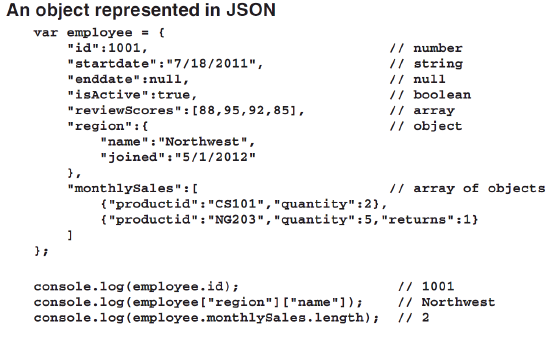 An object represented in JSON
var employee = {
"id":1001, // number
"startdate":"7/18/2011", // string
"enddate":null, // null
"isActive":true, // boolean
"reviewScores":[88,95,92,85], // array
"region":{ // object
"name":"Northwest",
"joined":"5/1/2012"
},
"monthlySales":[ // array of objects
{"productid":"CS101","quantity":2},
{"productid":"NG203","quantity":5,"returns":1}
]
};
console.log(employee.id); // 1001
console.log(employee["region"]["name"]); // Northwest
console.log(employee.monthlySales.length); // 2